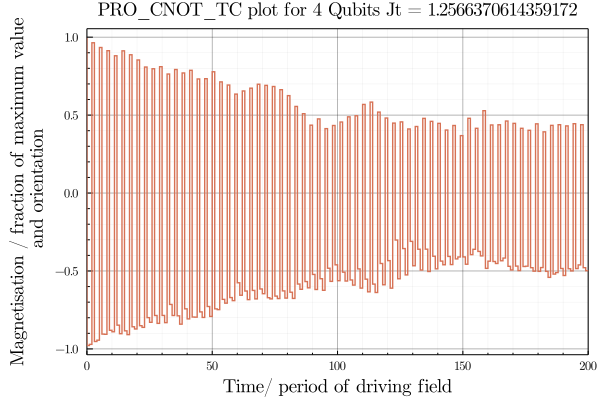 PRO_CNOT_TC plot for 4 Qubits Jt = 1.2566370614359172
Magnetisation / fraction of maximum value
and orientation
1.0
0.5
0.0
−0.5
−1.0
0
50
100
150
200
Time/ period of driving field